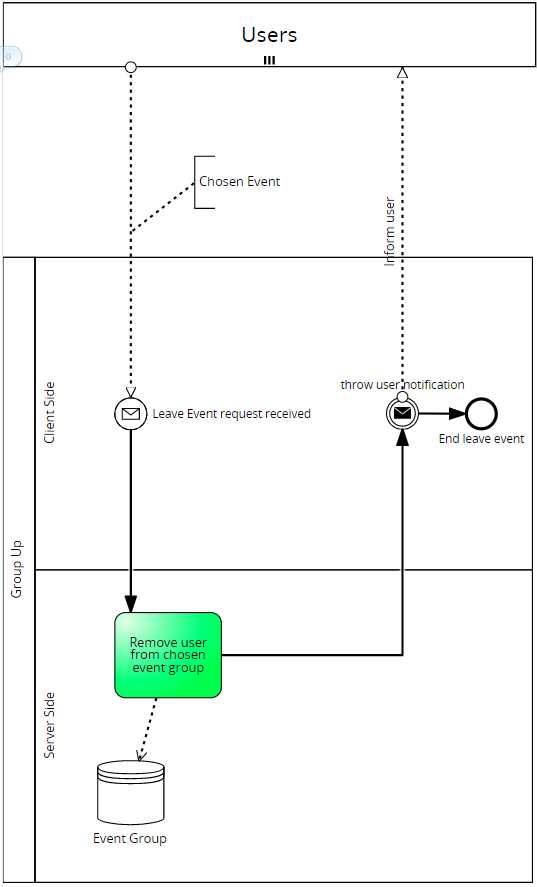 Users
0
Chosen Event
Inform user
Group Up
Client Side
throw user notification
Leave Event request received
End leave event
Server Side
Remove user
from chosen
event group
Event Group